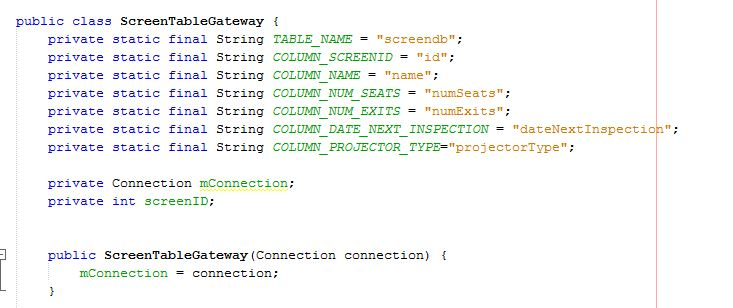 public class ScreenTableGateway {
    private static final String TABLE_NAME = "screendb";
    private static final String COLUMN_SCREENID = "id";
    private static final String COLUMN_NAME = "name";
    private static final String COLUMN_NUM_SEATS = "numSeats";
    private static final String COLUMN_NUM_EXITS = "numExits";
    private static final String COLUMN_DATE_NEXT_INSPECTION = "dateNextInspection";
    private static final String COLUMN_PROJECTOR_TYPE="projectorType";
    private Connection mConnection;
    private int screenID;
    public ScreenTableGateway(Connection connection) {
        mConnection = connection;
    }